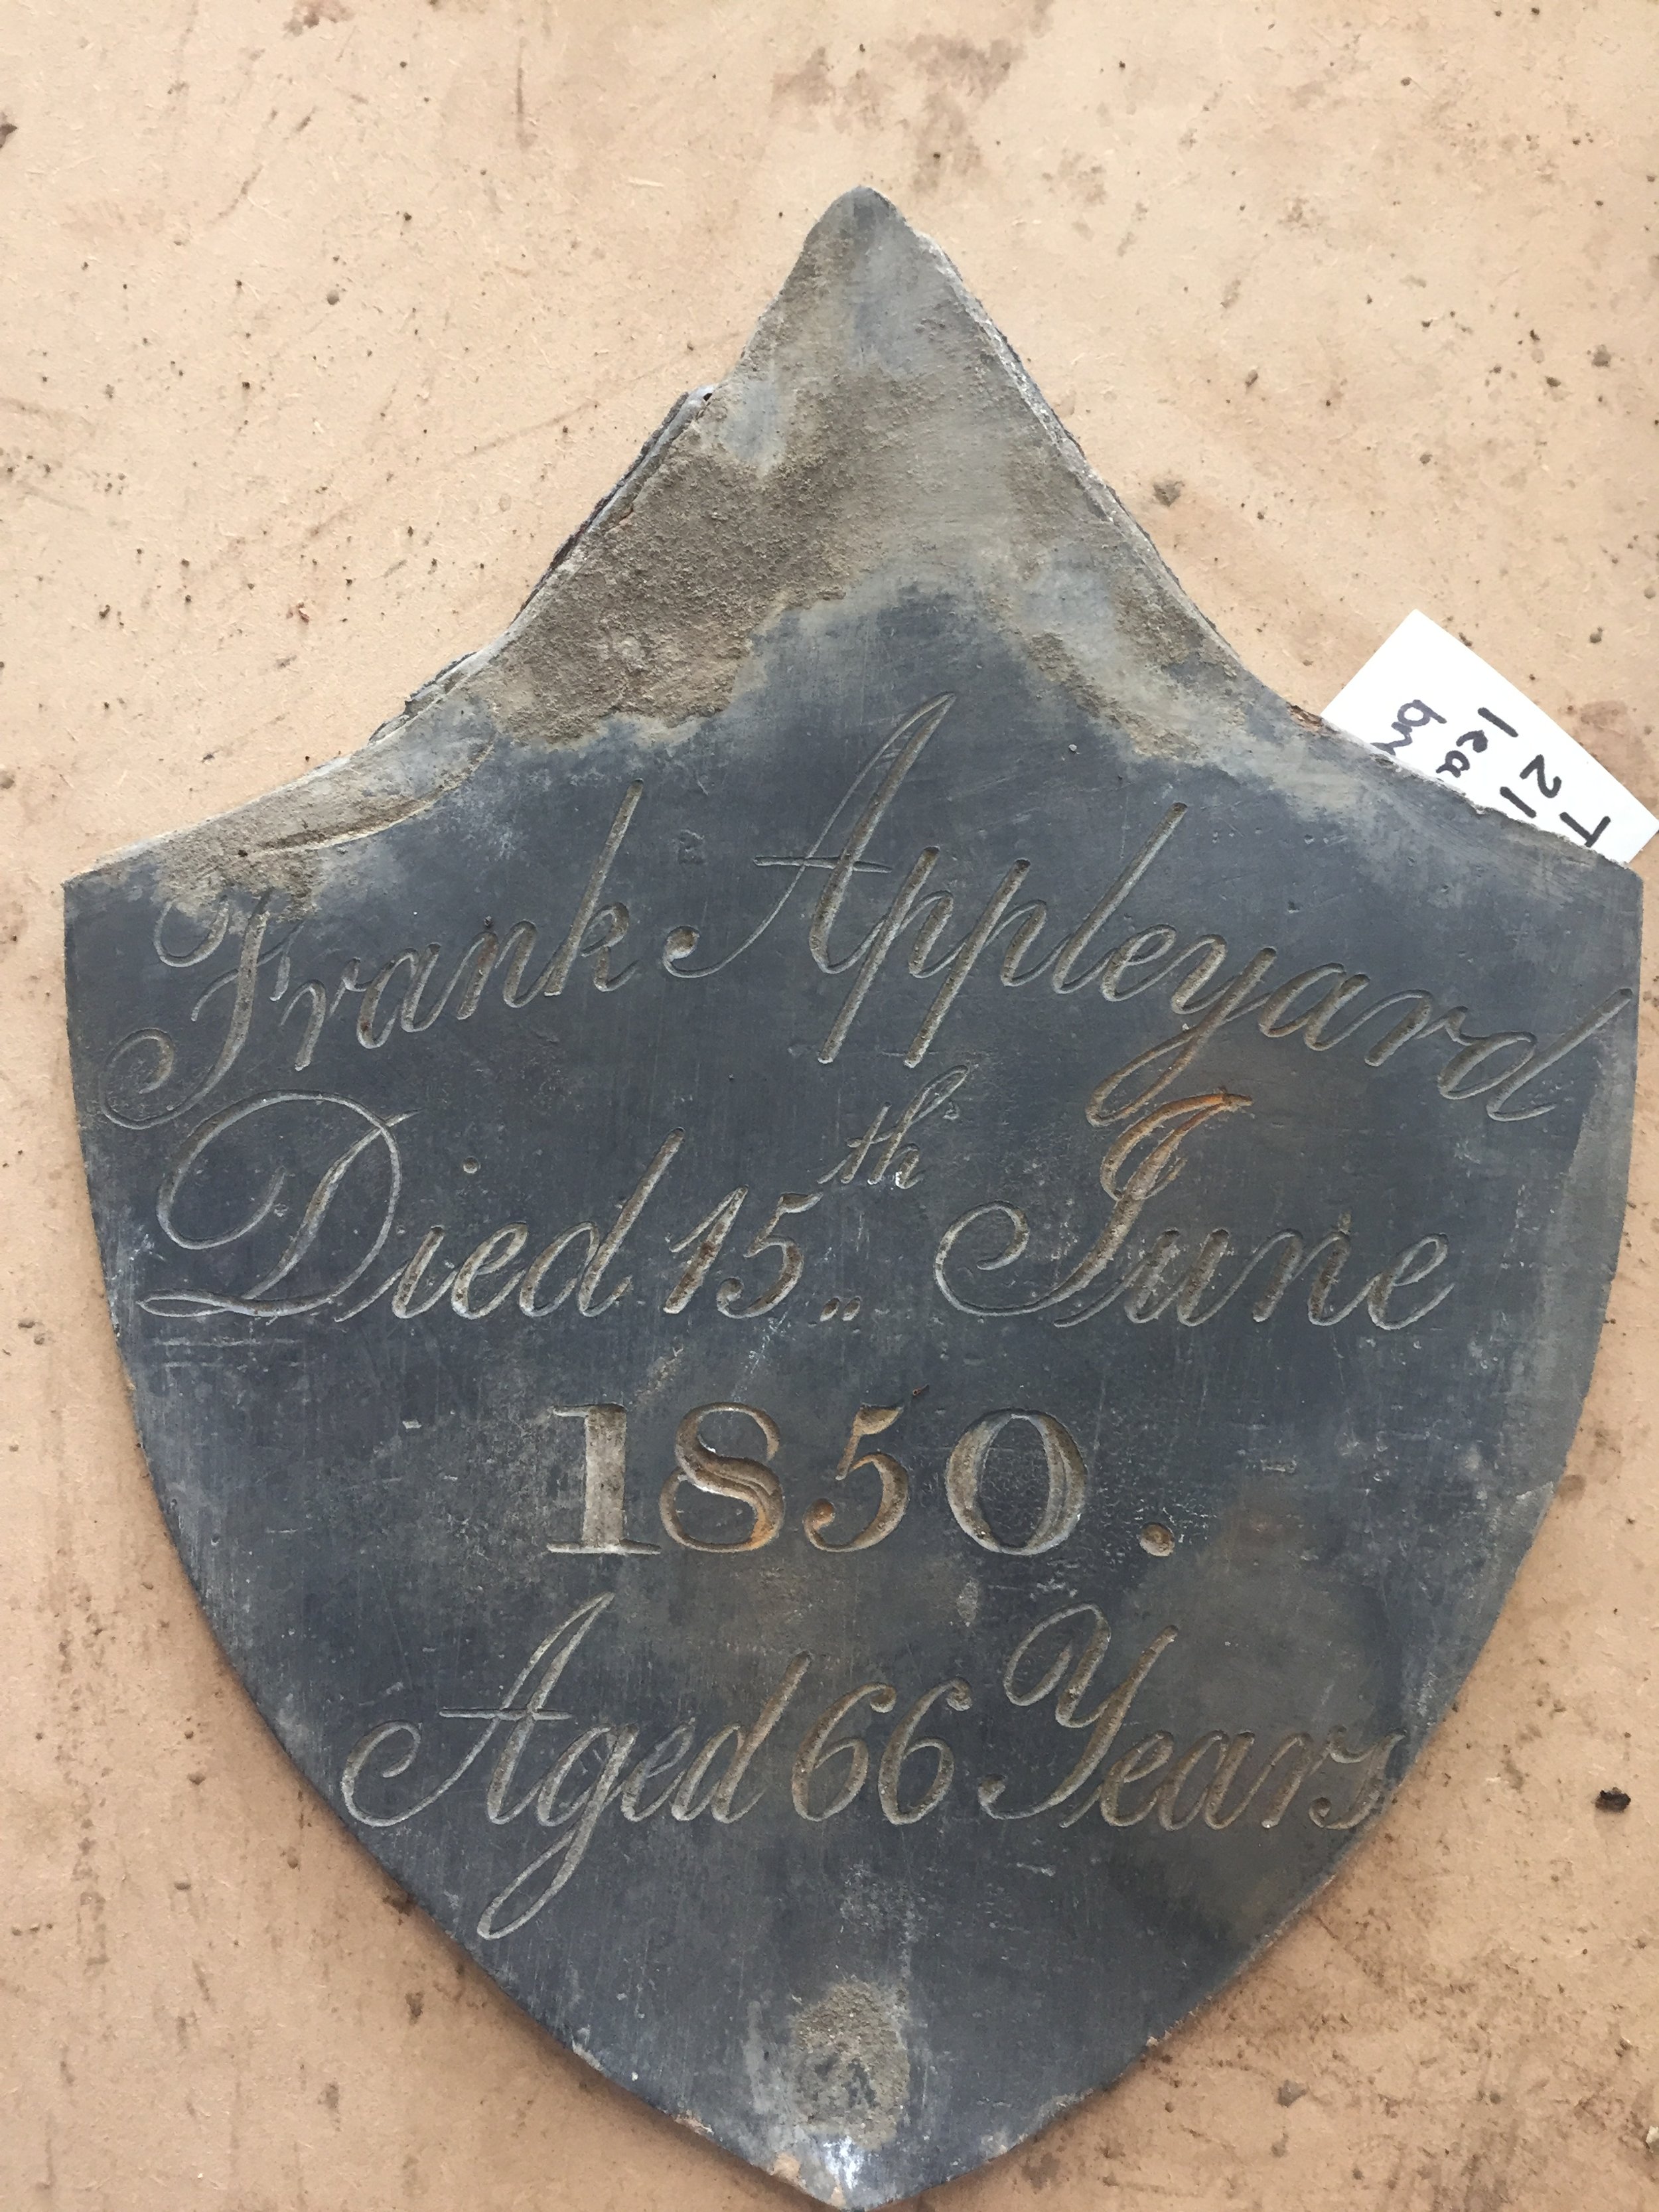 Frank Appleyard
Died 15th June
1850.
Aged 66 Years